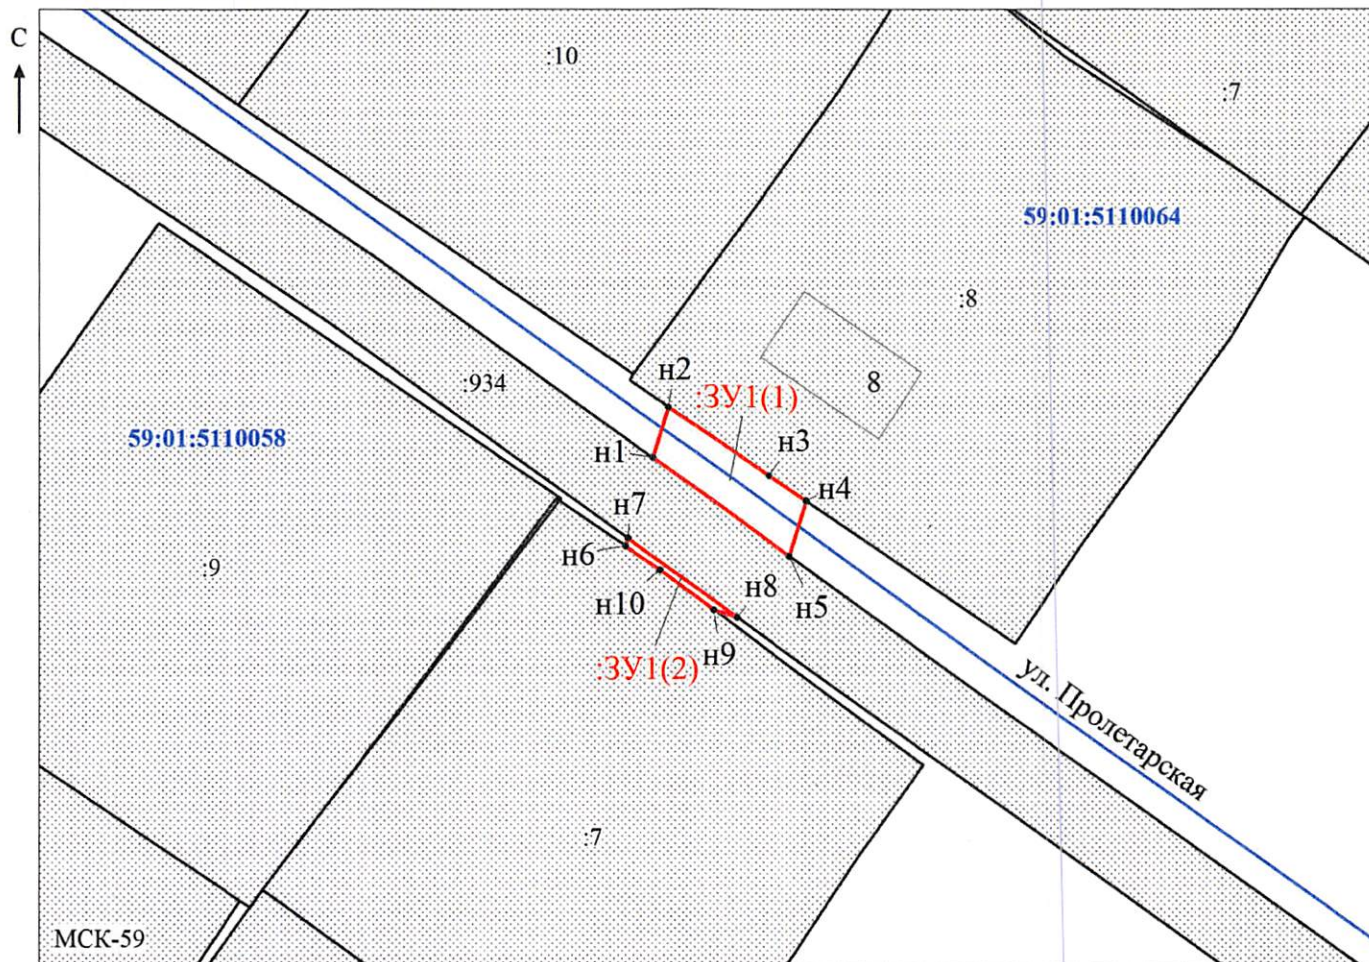 С
:10
:7
59:01:5110064
:8
8
н2
:ЗУ1(1)
:934
59:01:5110058
н1
н3
н4
н7
н6
:9
н5
н10
н8
н9
:ЗУ1(2)
ул. Пролетарская
:7
МСК-59